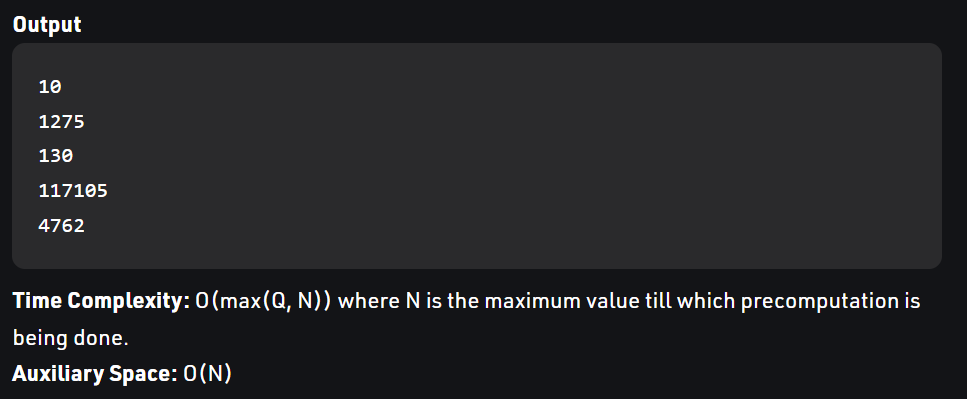 Output
10
1275
130
117105
4762
Time Complexity: O(max(Q, N)) where N is the maximum value till which precomputation is
being done.
Auxiliary Space: O(N)